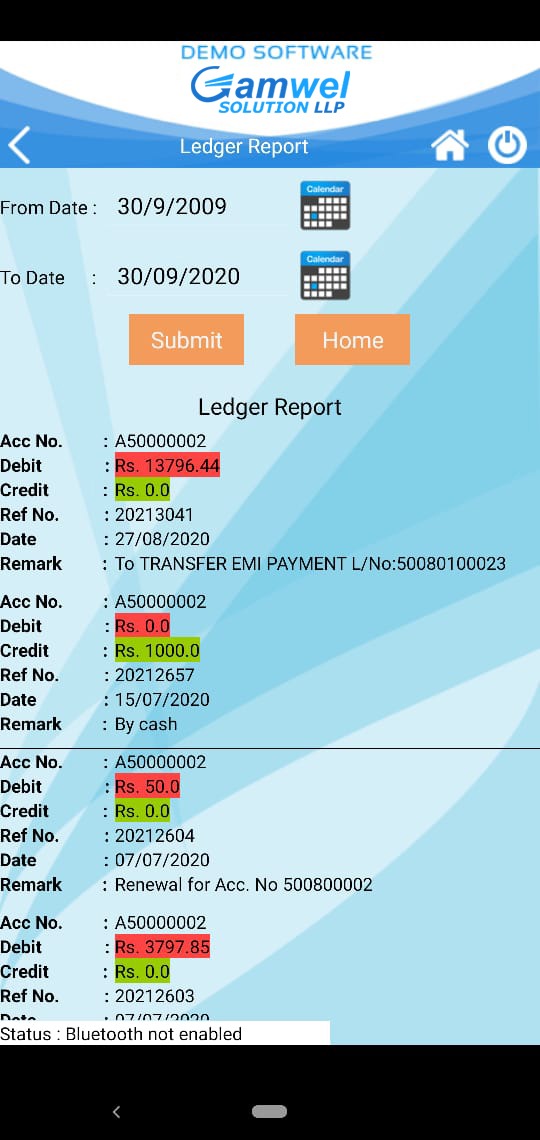 DEMO SOFTWARE
Gamwel
SOLUTION LLP
Ledger Report
From Date : 30/9/2009
Calendar
To Date : 30/09/2020
Calendar
Submit Home
Ledger Report
Acc No. : A50000002
Debit : Rs. 13796.44
Credit : Rs. 0.0
Ref No. : 20213041
Date : 27/08/2020
Remark : To TRANSFER EMI PAYMENT L/No:50080100023
Acc No. : A50000002
Debit : Rs. 0.0
Credit : Rs. 1000.0
Ref No. : 20212657
Date : 15/07/2020
Remark : By cash
Acc No. : A50000002
Debit : Rs. 50.0
Credit : Rs. 0.0
Ref No. : 20212604
Date : 07/07/2020
Remark : Renewal for Acc. No 500800002
Acc No. : A50000002
Debit : Rs. 3797.85
Credit : Rs. 0.0
Ref No. : 20212603
Date : 07/07/2020
Status : Bluetooth not enabled